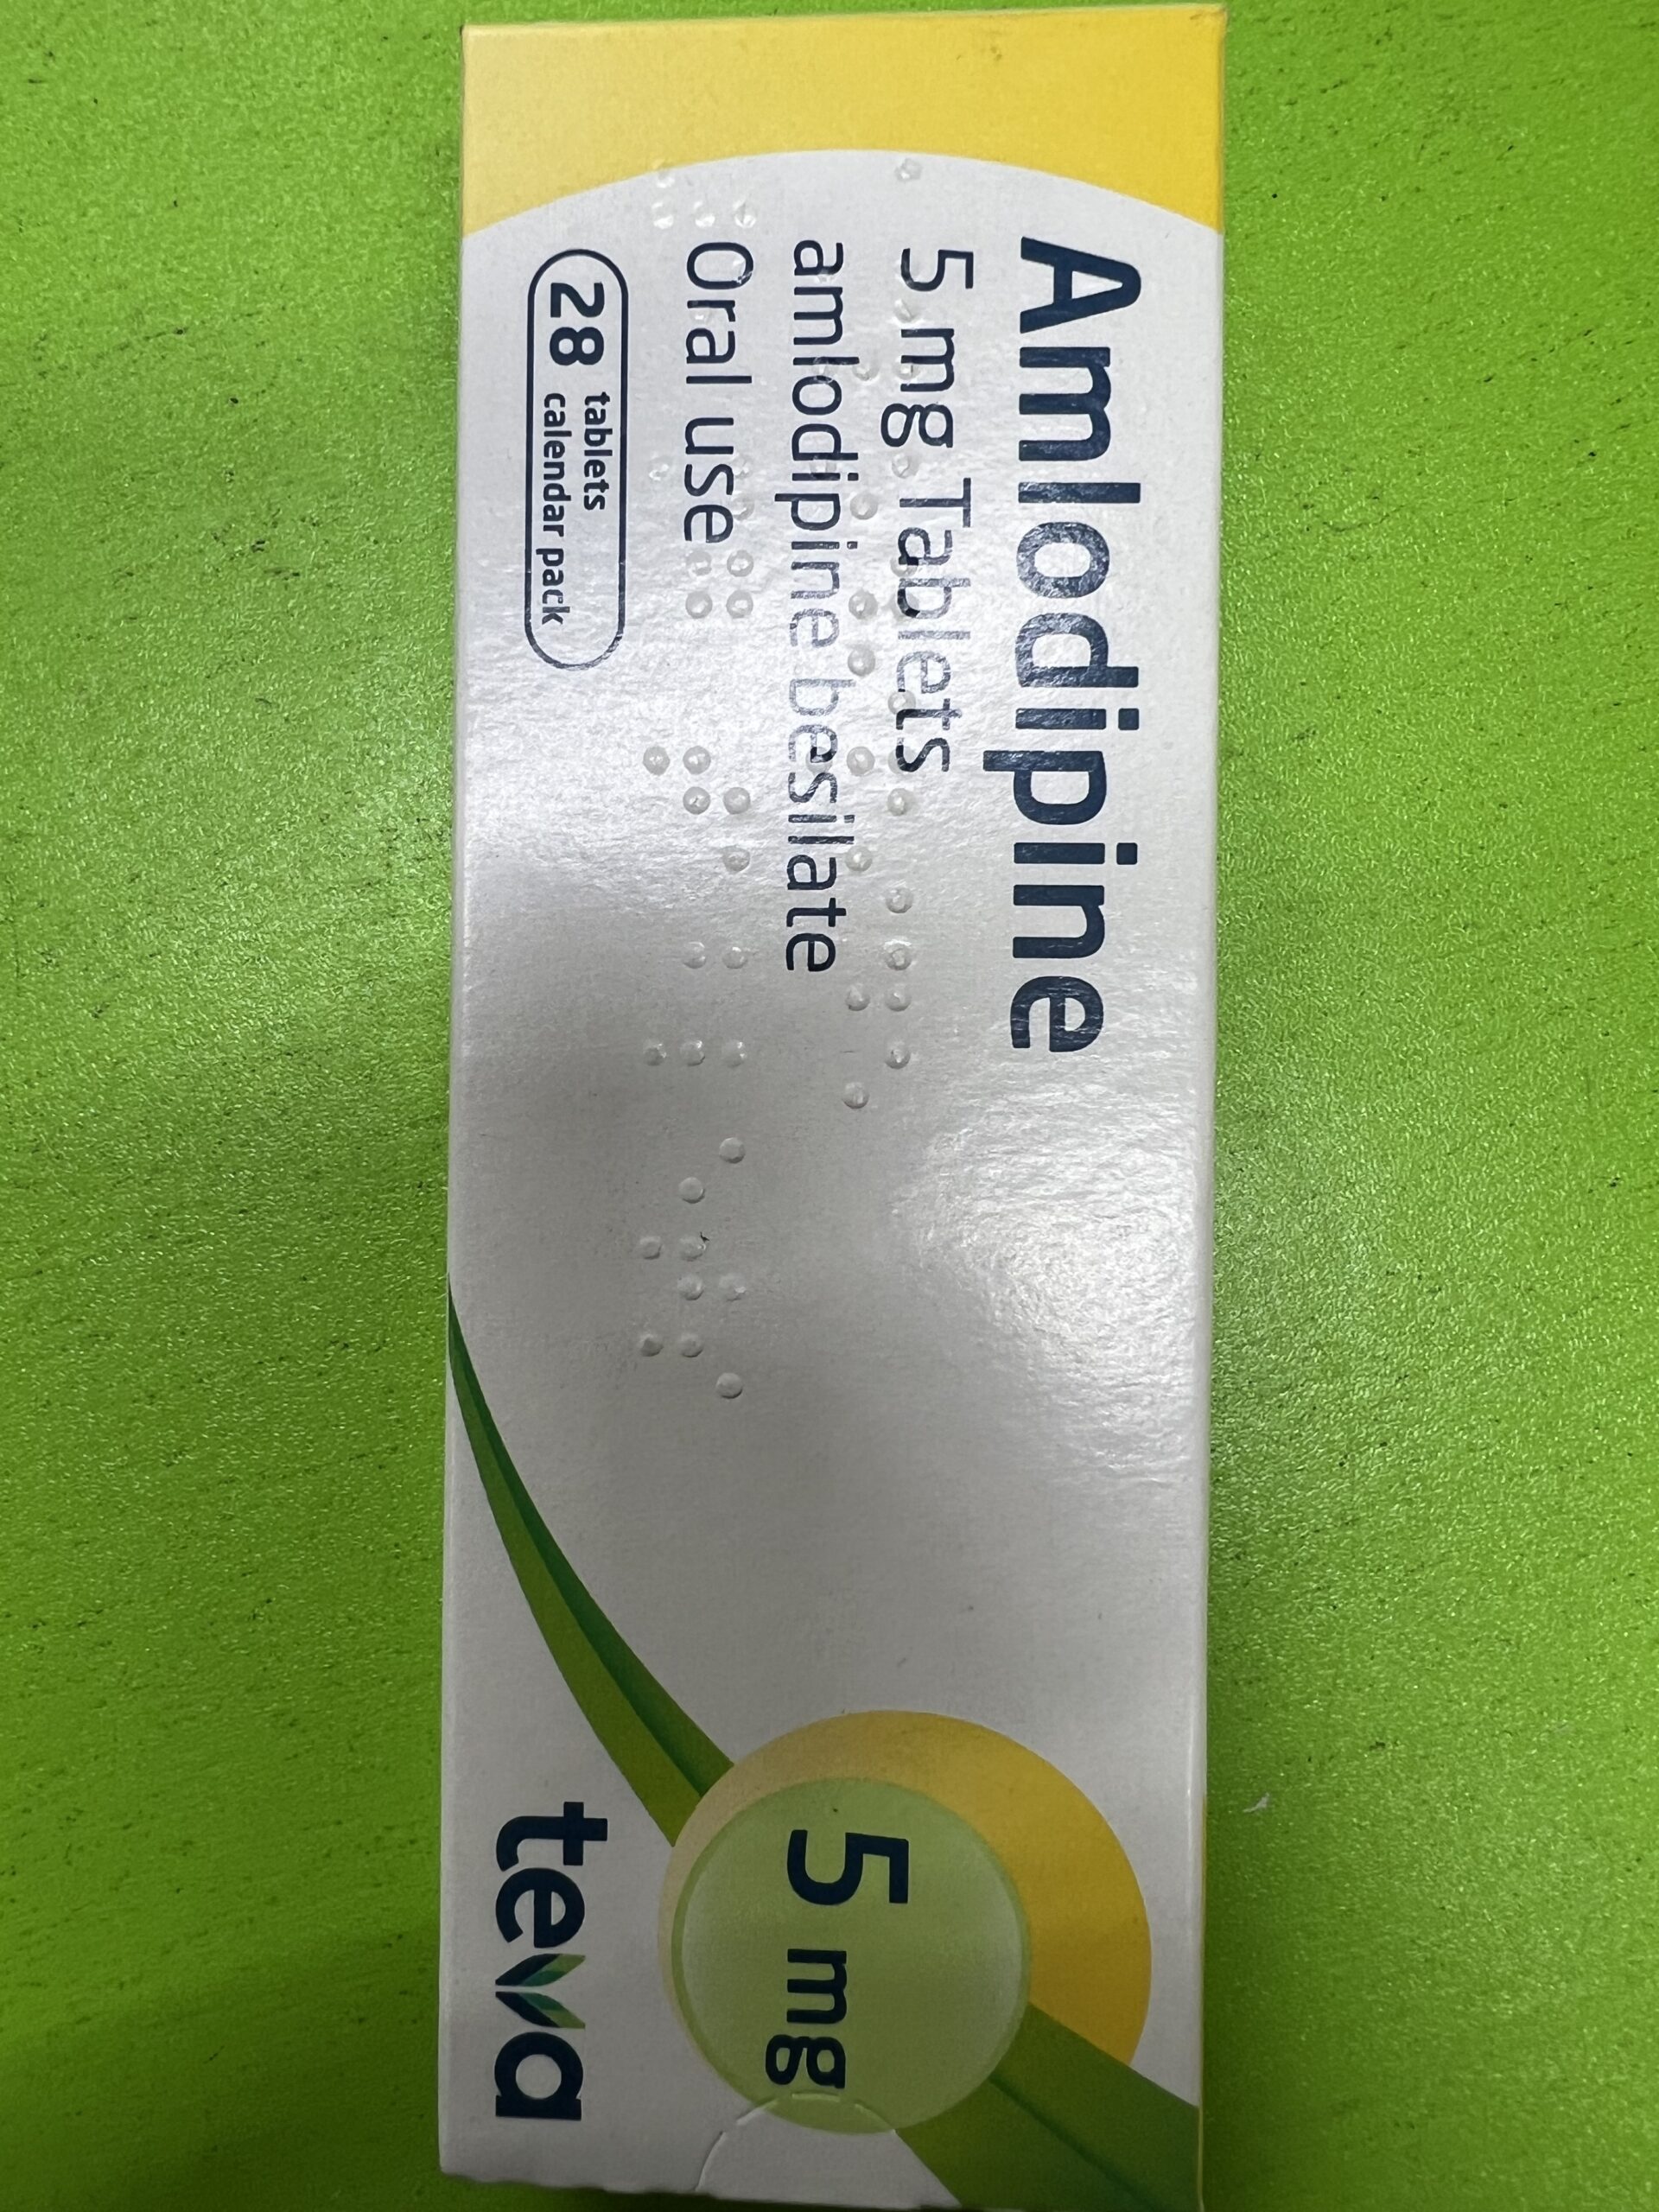 Amlodipine
5 mg Tablets
amlodipine besilate
Oral use
28 tablets
calendar pack
5 mg
teva